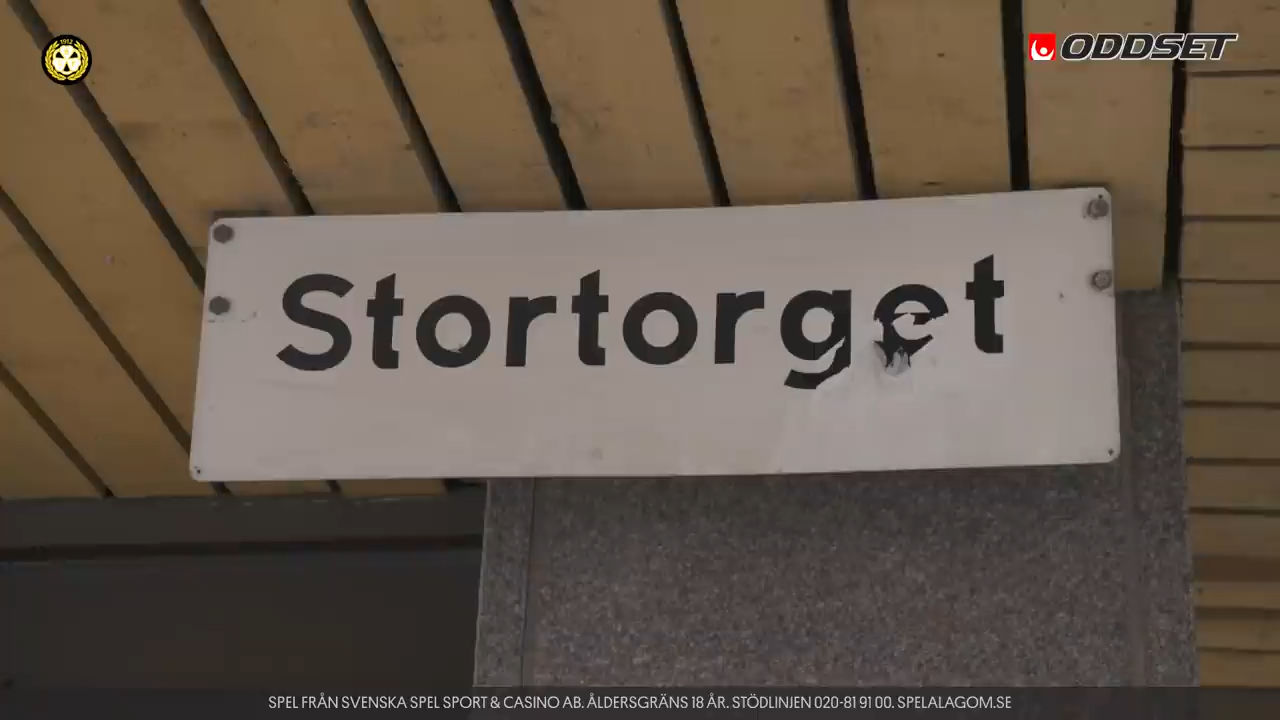 1912
ODDSET
Stortorget
SPEL FRÅN SVENSKA SPEL SPORT & CASINO AB. ÅLDERSGRÄNS 18 ÅR. STÖDLINJEN 020-81 91 00. SPELALAGOM.SE